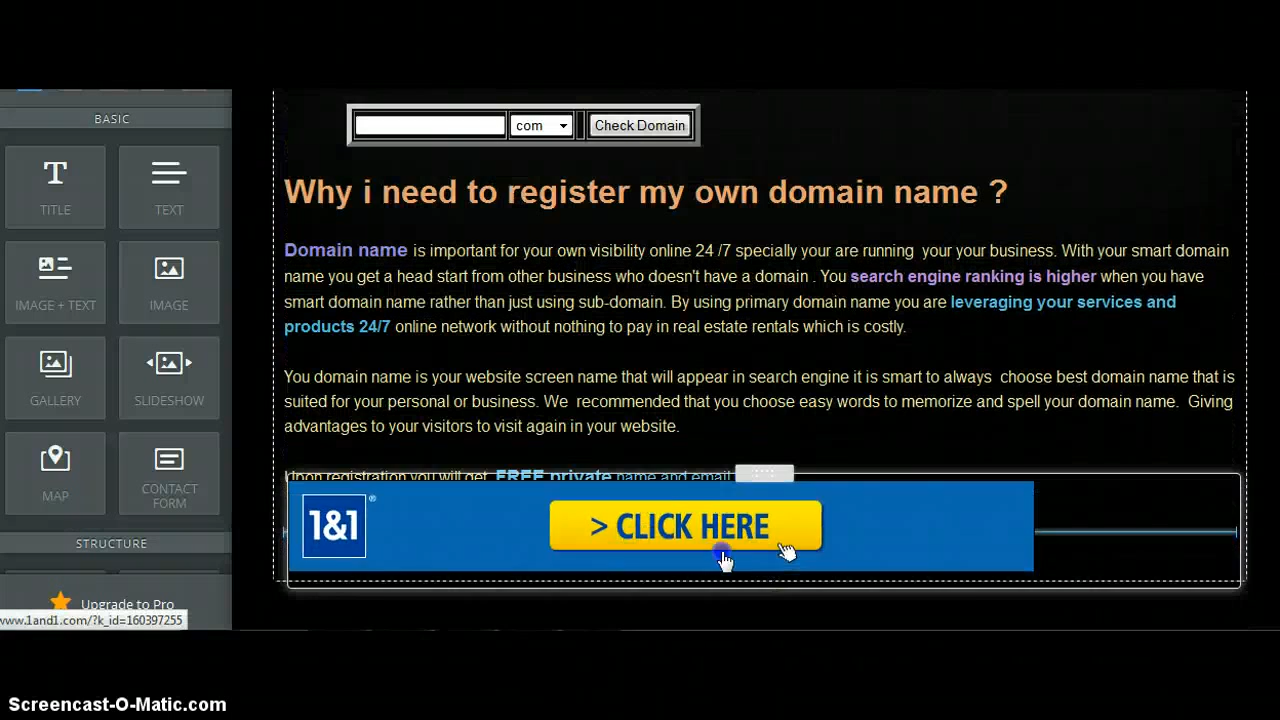 BASIC
TITLE
TEXT
IMAGE + TEXT
IMAGE
GALLERY
SLIDESHOW
MAP
CONTACT
FORM
STRUCTURE
Upgrade to Pro
www.1and1.com/?k_id=160397255
com
Check Domain
Why i need to register my own domain name ?
Domain name is important for your own visibility online 24 /7 specially your are running your your business. With your smart domain
name you get a head start from other business who doesn't have a domain . You search engine ranking is higher when you have
smart domain name rather than just using sub-domain. By using primary domain name you are leveraging your services and
products 24/7 online network without nothing to pay in real estate rentals which is costly.
You domain name is your website screen name that will appear in search engine it is smart to always choose best domain name that is
suited for your personal or business. We recommended that you choose easy words to memorize and spell your domain name. Giving
advantages to your visitors to visit again in your website.
Upon registration you will get FREE private name and email
1&1®
> CLICK HERE
Screencast-O-Matic.com